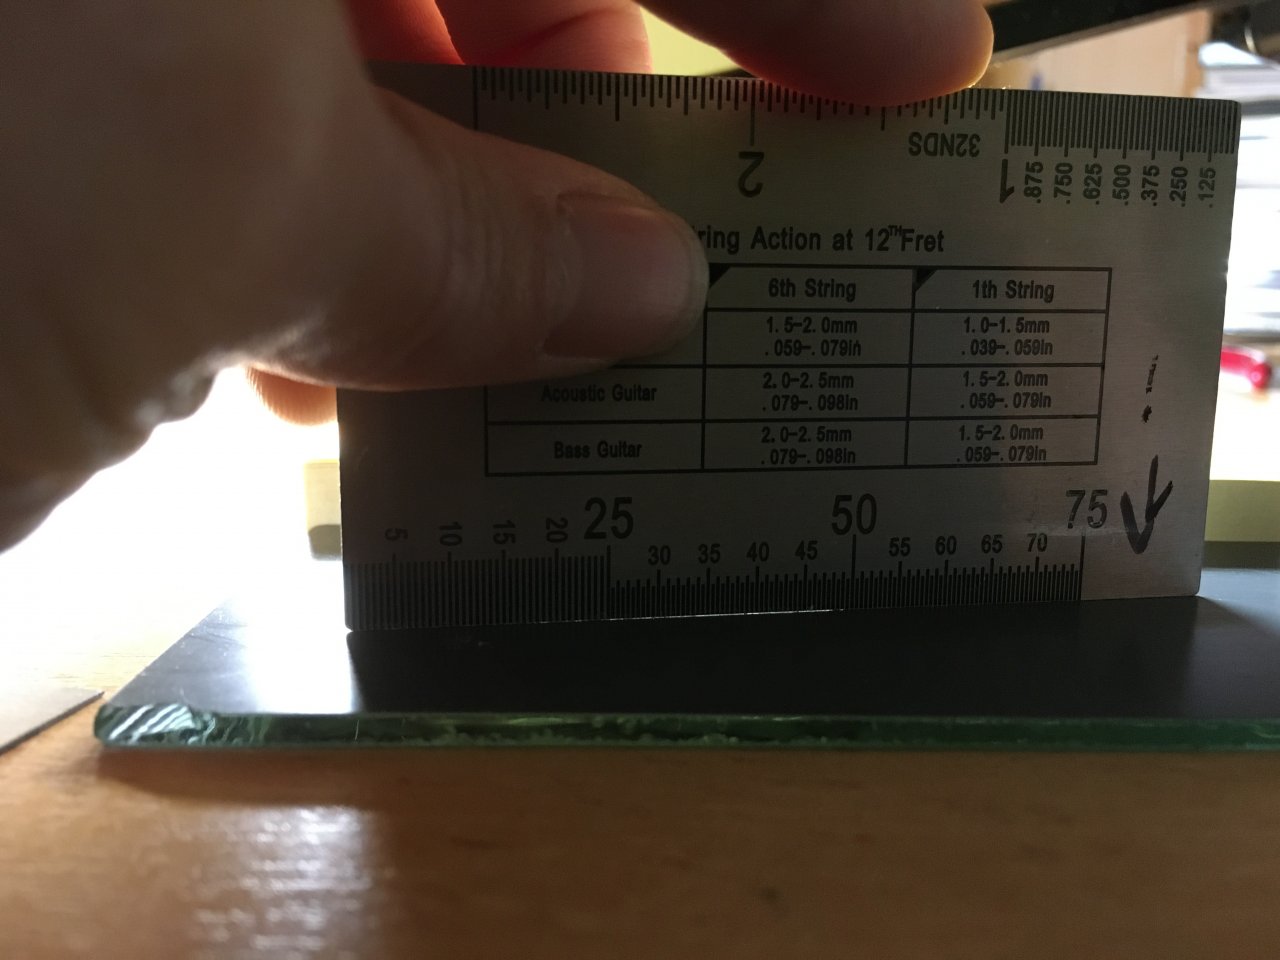 32NDS
2
1
.875
.750
.625
.500
.375
.250
.125
ring Action at 12THFret
6th String 1th String
1.5-2.0mm 1.0-1.5mm
.059-.079in .039-.059in
Acoustic Guitar 2.0-2.5mm 1.5-2.0mm
.079-.098in .059-.079in
Bass Guitar 2.0-2.5mm 1.5-2.0mm
.079-.098in .059-.079in
25 50 75
5 10 15 20 30 35 40 45 55 60 65 70